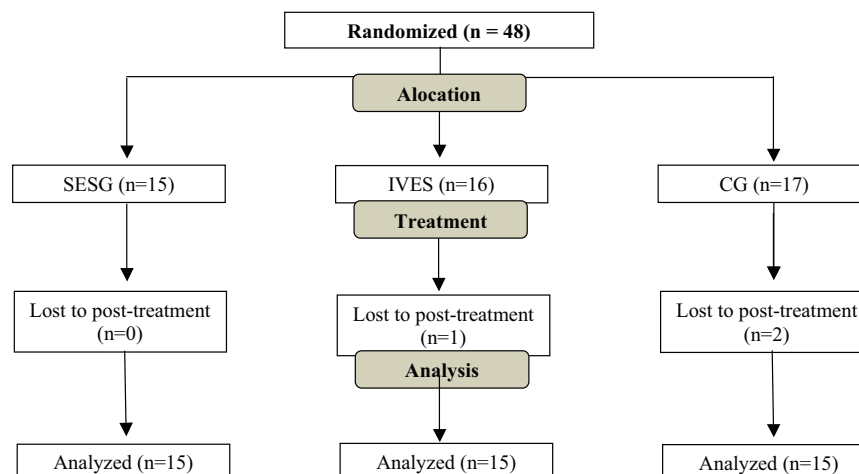 Randomized (n = 48)
Alocation
SESG (n=15)
IVES (n=16)
CG (n=17)
Treatment
Lost to post-treatment
(n=0)
Lost to post-treatment
(n=1)
Lost to post-treatment
(n=2)
Analysis
Analyzed (n=15)
Analyzed (n=15)
Analyzed (n=15)